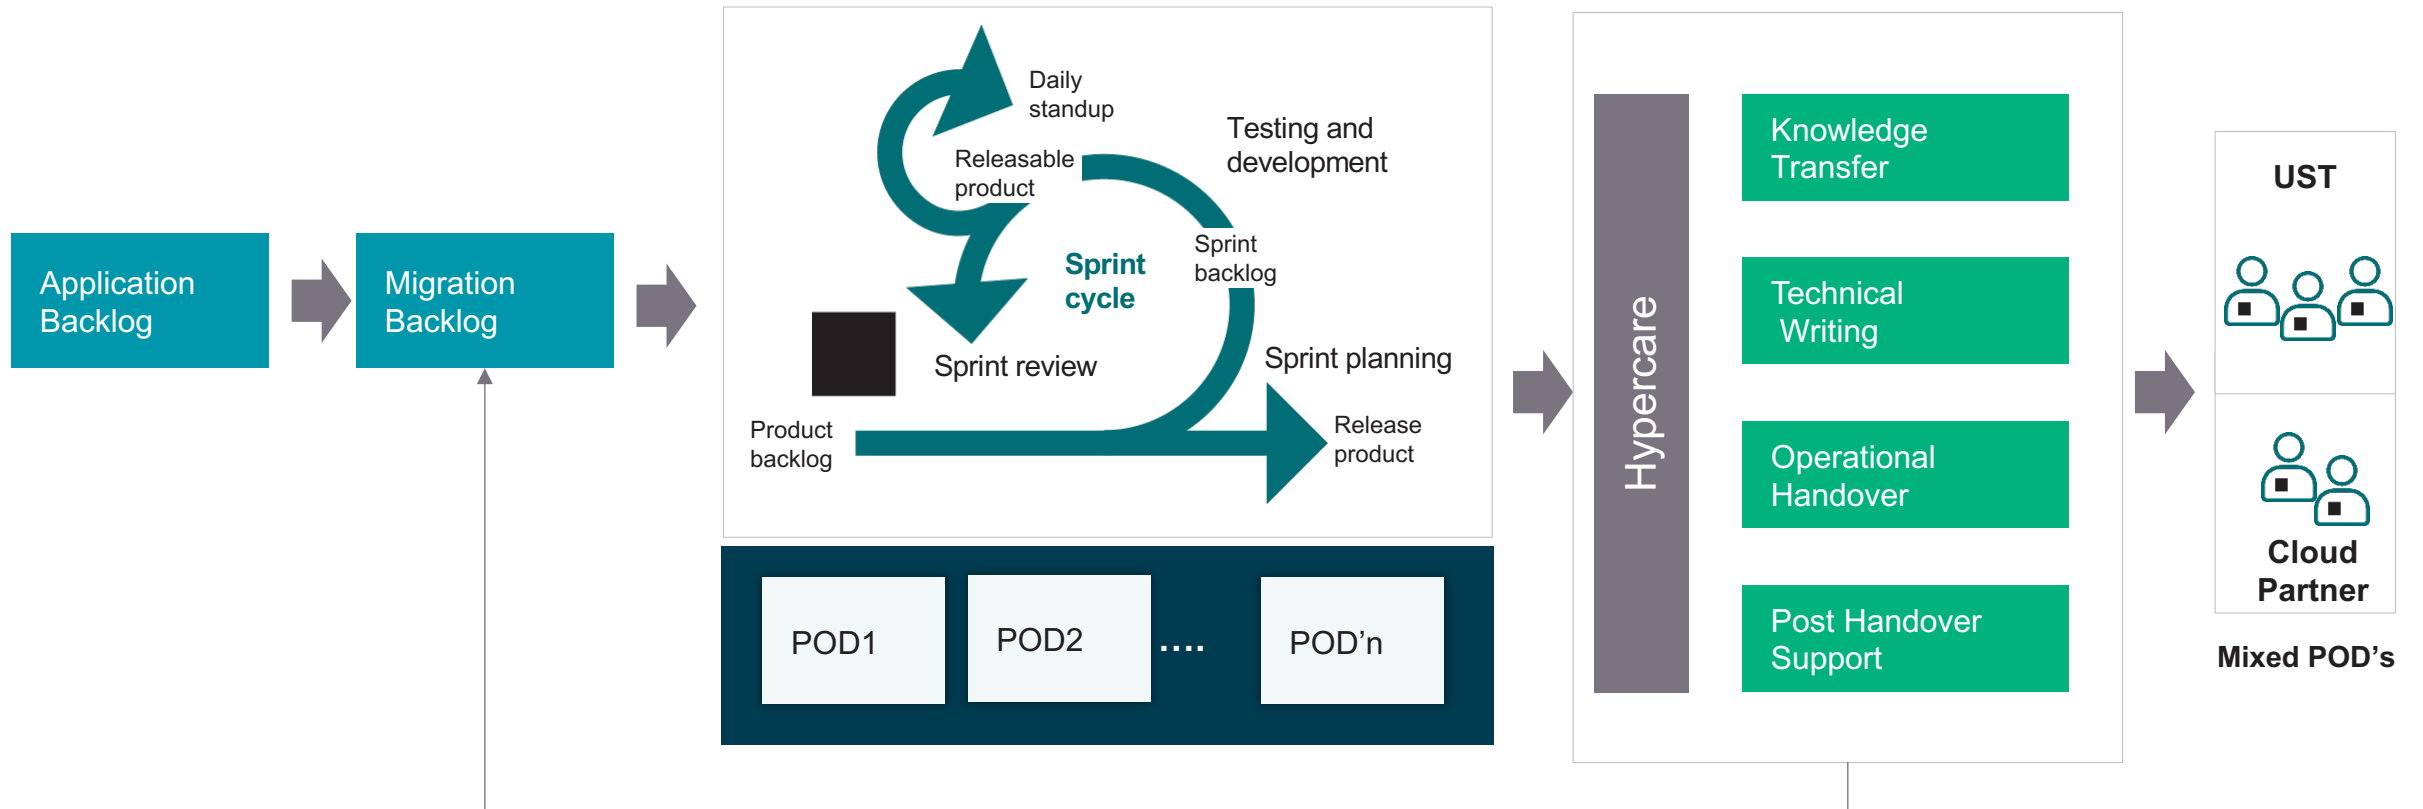 Application
Backlog
Migration
Backlog
Daily
standup
Testing and
development
Releasable
product
Sprint
cycle
Sprint
backlog
Sprint review
Sprint planning
Product
backlog
Release
product
POD1
POD2
....
POD’n
Hypercare
Knowledge
Transfer
Technical
Writing
Operational
Handover
Post Handover
Support
UST
Cloud
Partner
Mixed POD’s